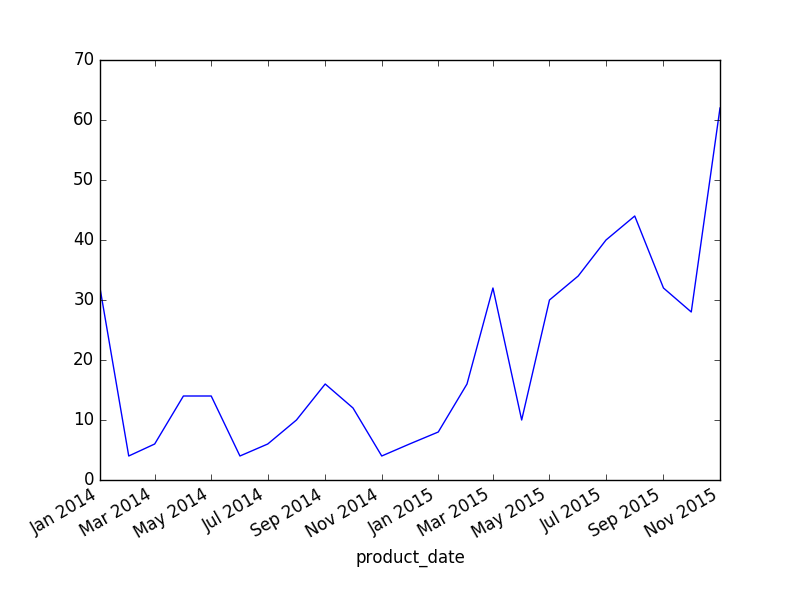 70
60
50
40
30
20
10
0
Jan 2014
Mar 2014
May 2014
Jul 2014
Sep 2014
Nov 2014
Jan 2015
Mar 2015
May 2015
Jul 2015
Sep 2015
Nov 2015
product_date